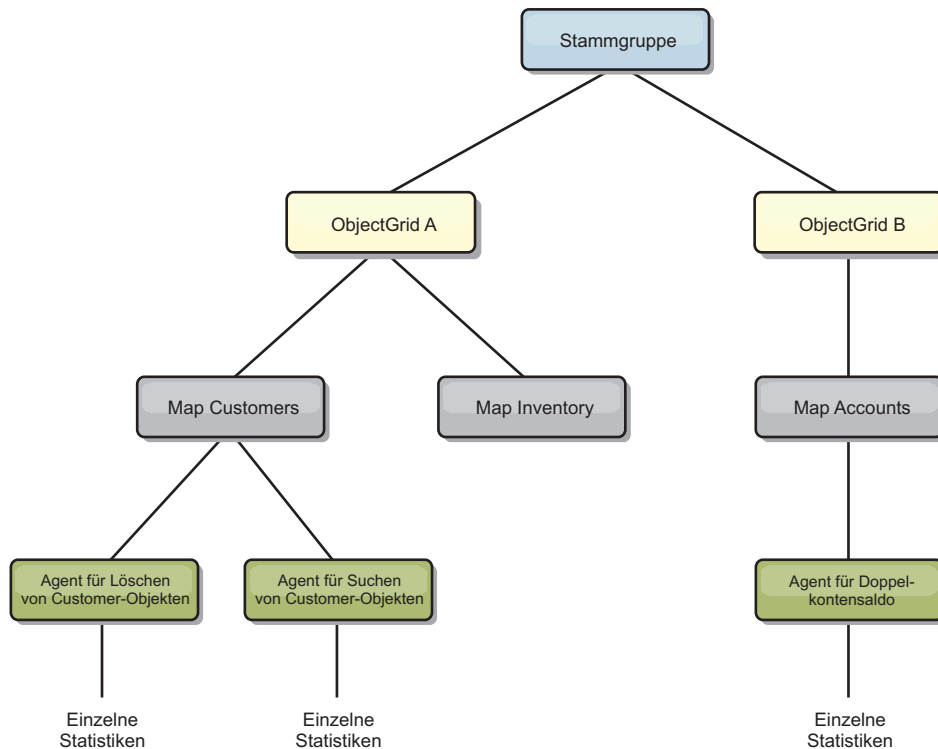 Stammgruppe
ObjectGrid A
ObjectGrid B
Map Customers
Map Inventory
Map Accounts
Agent für Löschen
von Customer-Objekten
Agent für Suchen
von Customer-Objekten
Agent für Doppel-
kontensaldo
Einzelne
Statistiken
Einzelne
Statistiken
Einzelne
Statistiken